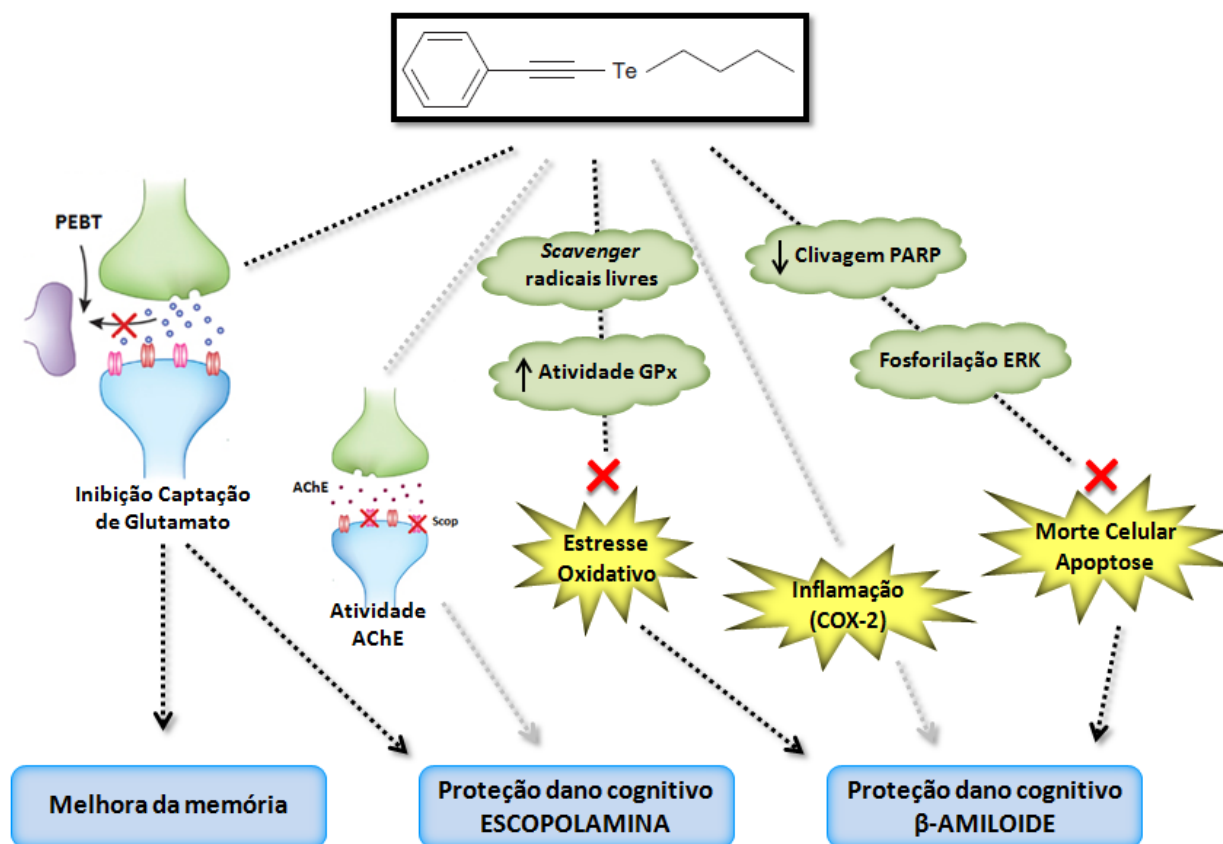 Te
PEBT
Inibição Captação
de Glutamato
AChE
Scop
Atividade
AChE
Scavenger
radicais livres
↑ Atividade GPx
Estresse
Oxidativo
Inflamação
(COX-2)
↓ Clivagem PARP
Fosforilação ERK
Morte Celular
Apoptose
Melhora da memória
Proteção dano cognitivo
ESCOPOLAMINA
Proteção dano cognitivo
β-AMILOIDE